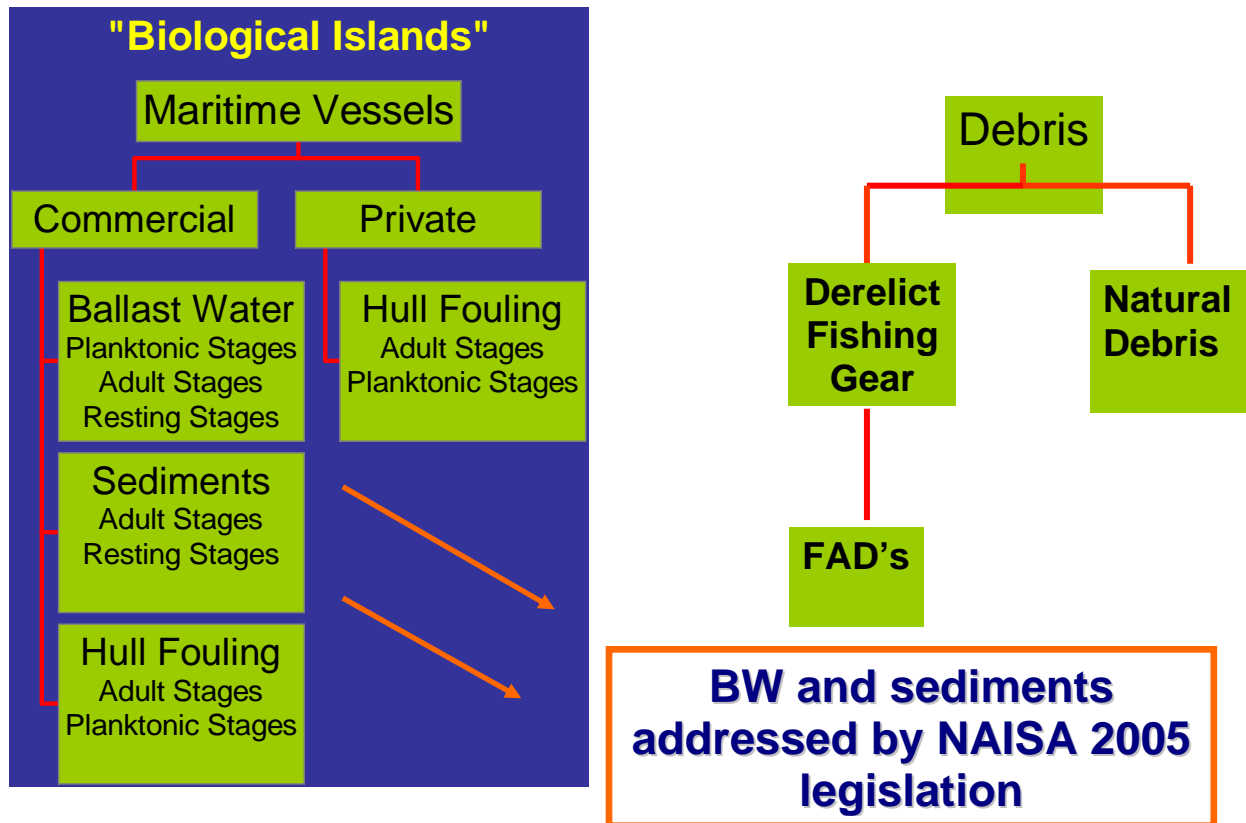 "Biological Islands"
Maritime Vessels
Commercial
Private
Ballast Water
Planktonic Stages
Adult Stages
Resting Stages
Hull Fouling
Adult Stages
Planktonic Stages
Sediments
Adult Stages
Resting Stages
Hull Fouling
Adult Stages
Planktonic Stages
Debris
Derelict
Fishing
Gear
Natural
Debris
FAD's
BW and sediments
addressed by NAISA 2005
legislation